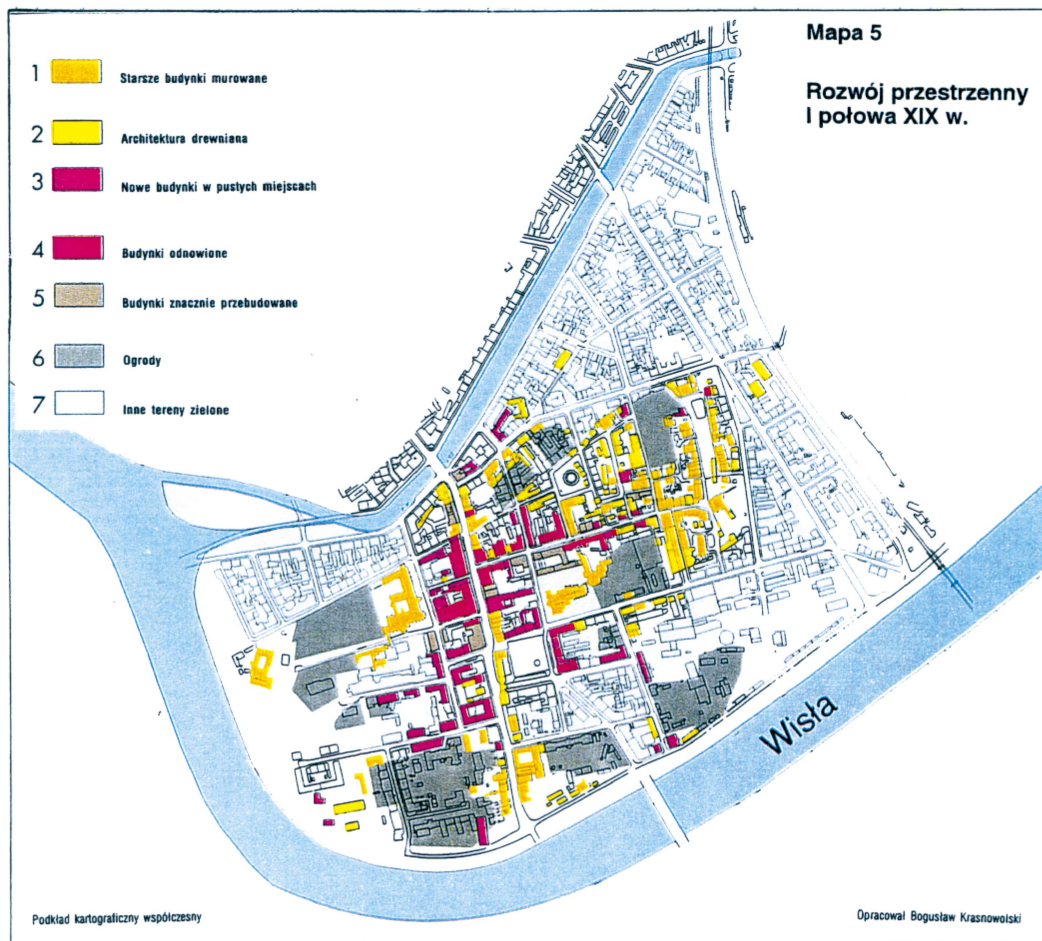 Mapa 5
Rozwój przestrzenny
I połowa XIX w.
1 Starsze budynki murowane
2 Architektura drewniana
3 Nowe budynki w pustych miejscach
4 Budynki odnowione
5 Budynki znacznie przebudowane
6 Ogrody
7 Inne tereny zielone
Wisła
Podkład kartograficzny współczesny
Opracował Bogusław Krasnowolski